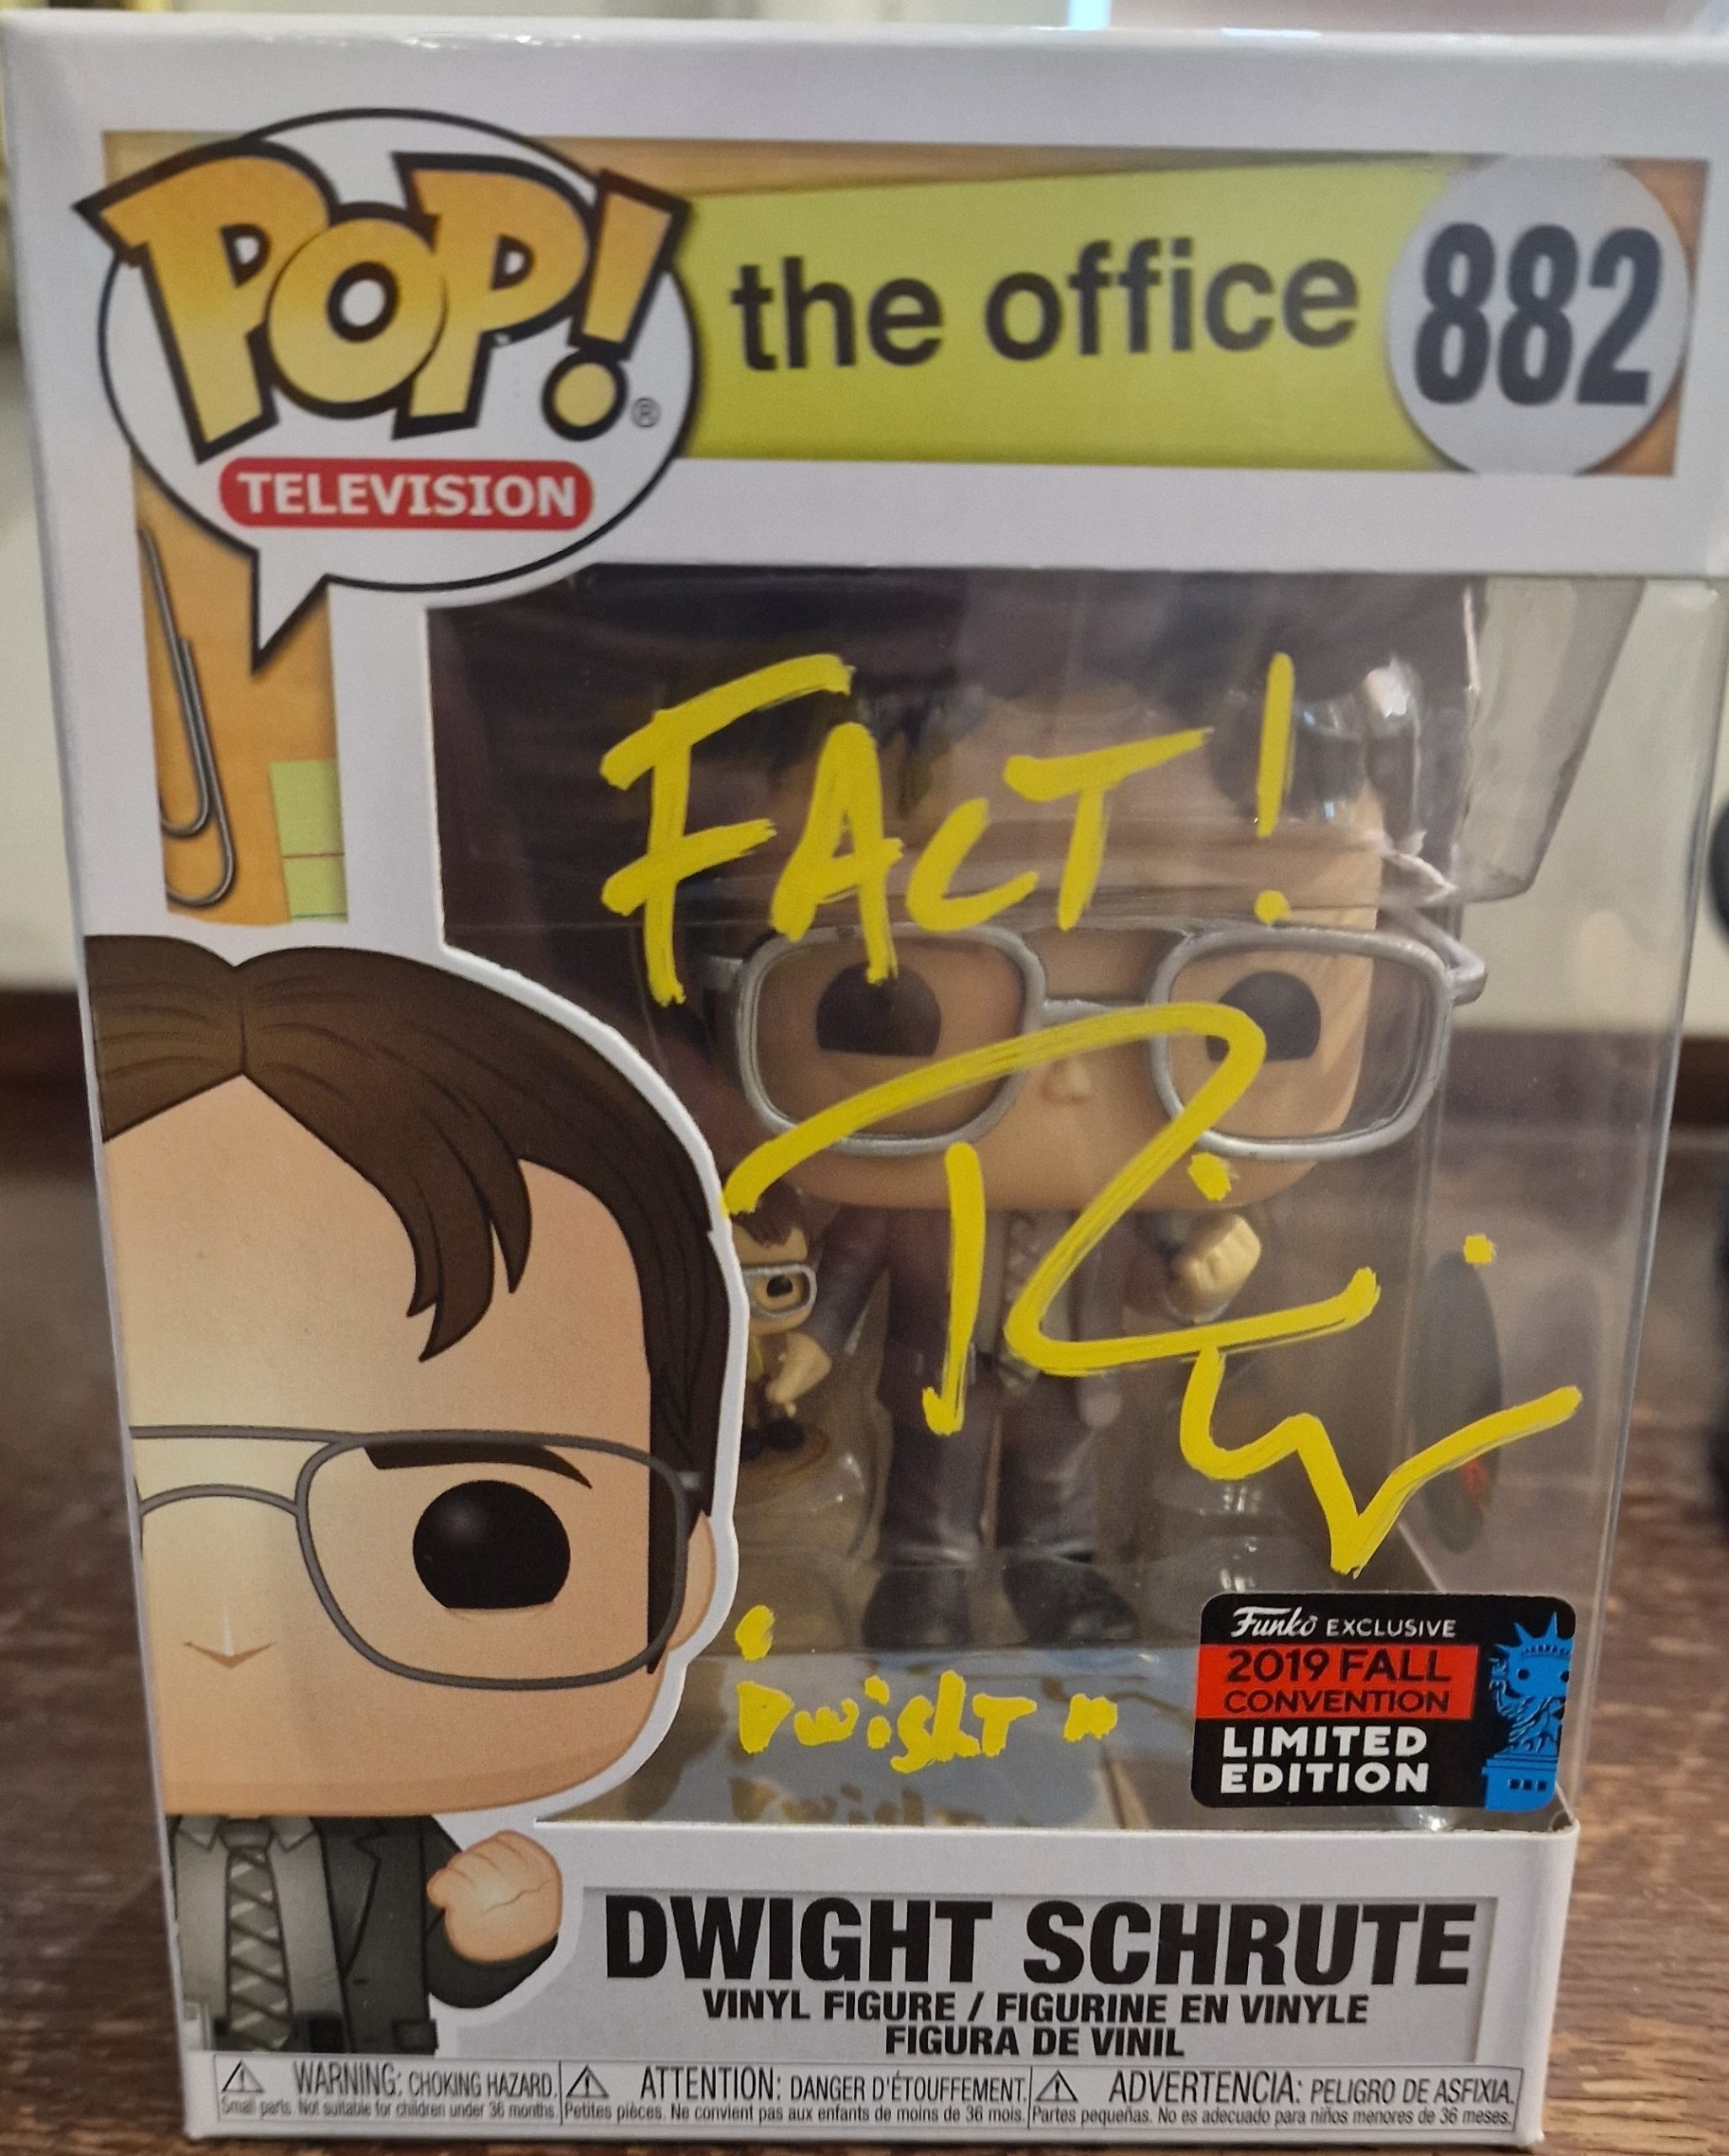 POP!®
TELEVISION
the office
882
FACT!
"Dwight"
Funko EXCLUSIVE
2019 FALL
CONVENTION
LIMITED
EDITION
DWIGHT SCHRUTE
VINYL FIGURE / FIGURINE EN VINYLE
FIGURA DE VINIL
WARNING: CHOKING HAZARD.
Small parts. Not suitable for children under 36 months.
ATTENTION: DANGER D'ÉTOUFFEMENT.
Petites pièces. Ne convient pas aux enfants de moins de 36 mois.
ADVERTENCIA: PELIGRO DE ASFIXIA.
Partes pequeñas. No es adecuado para niños menores de 36 meses.